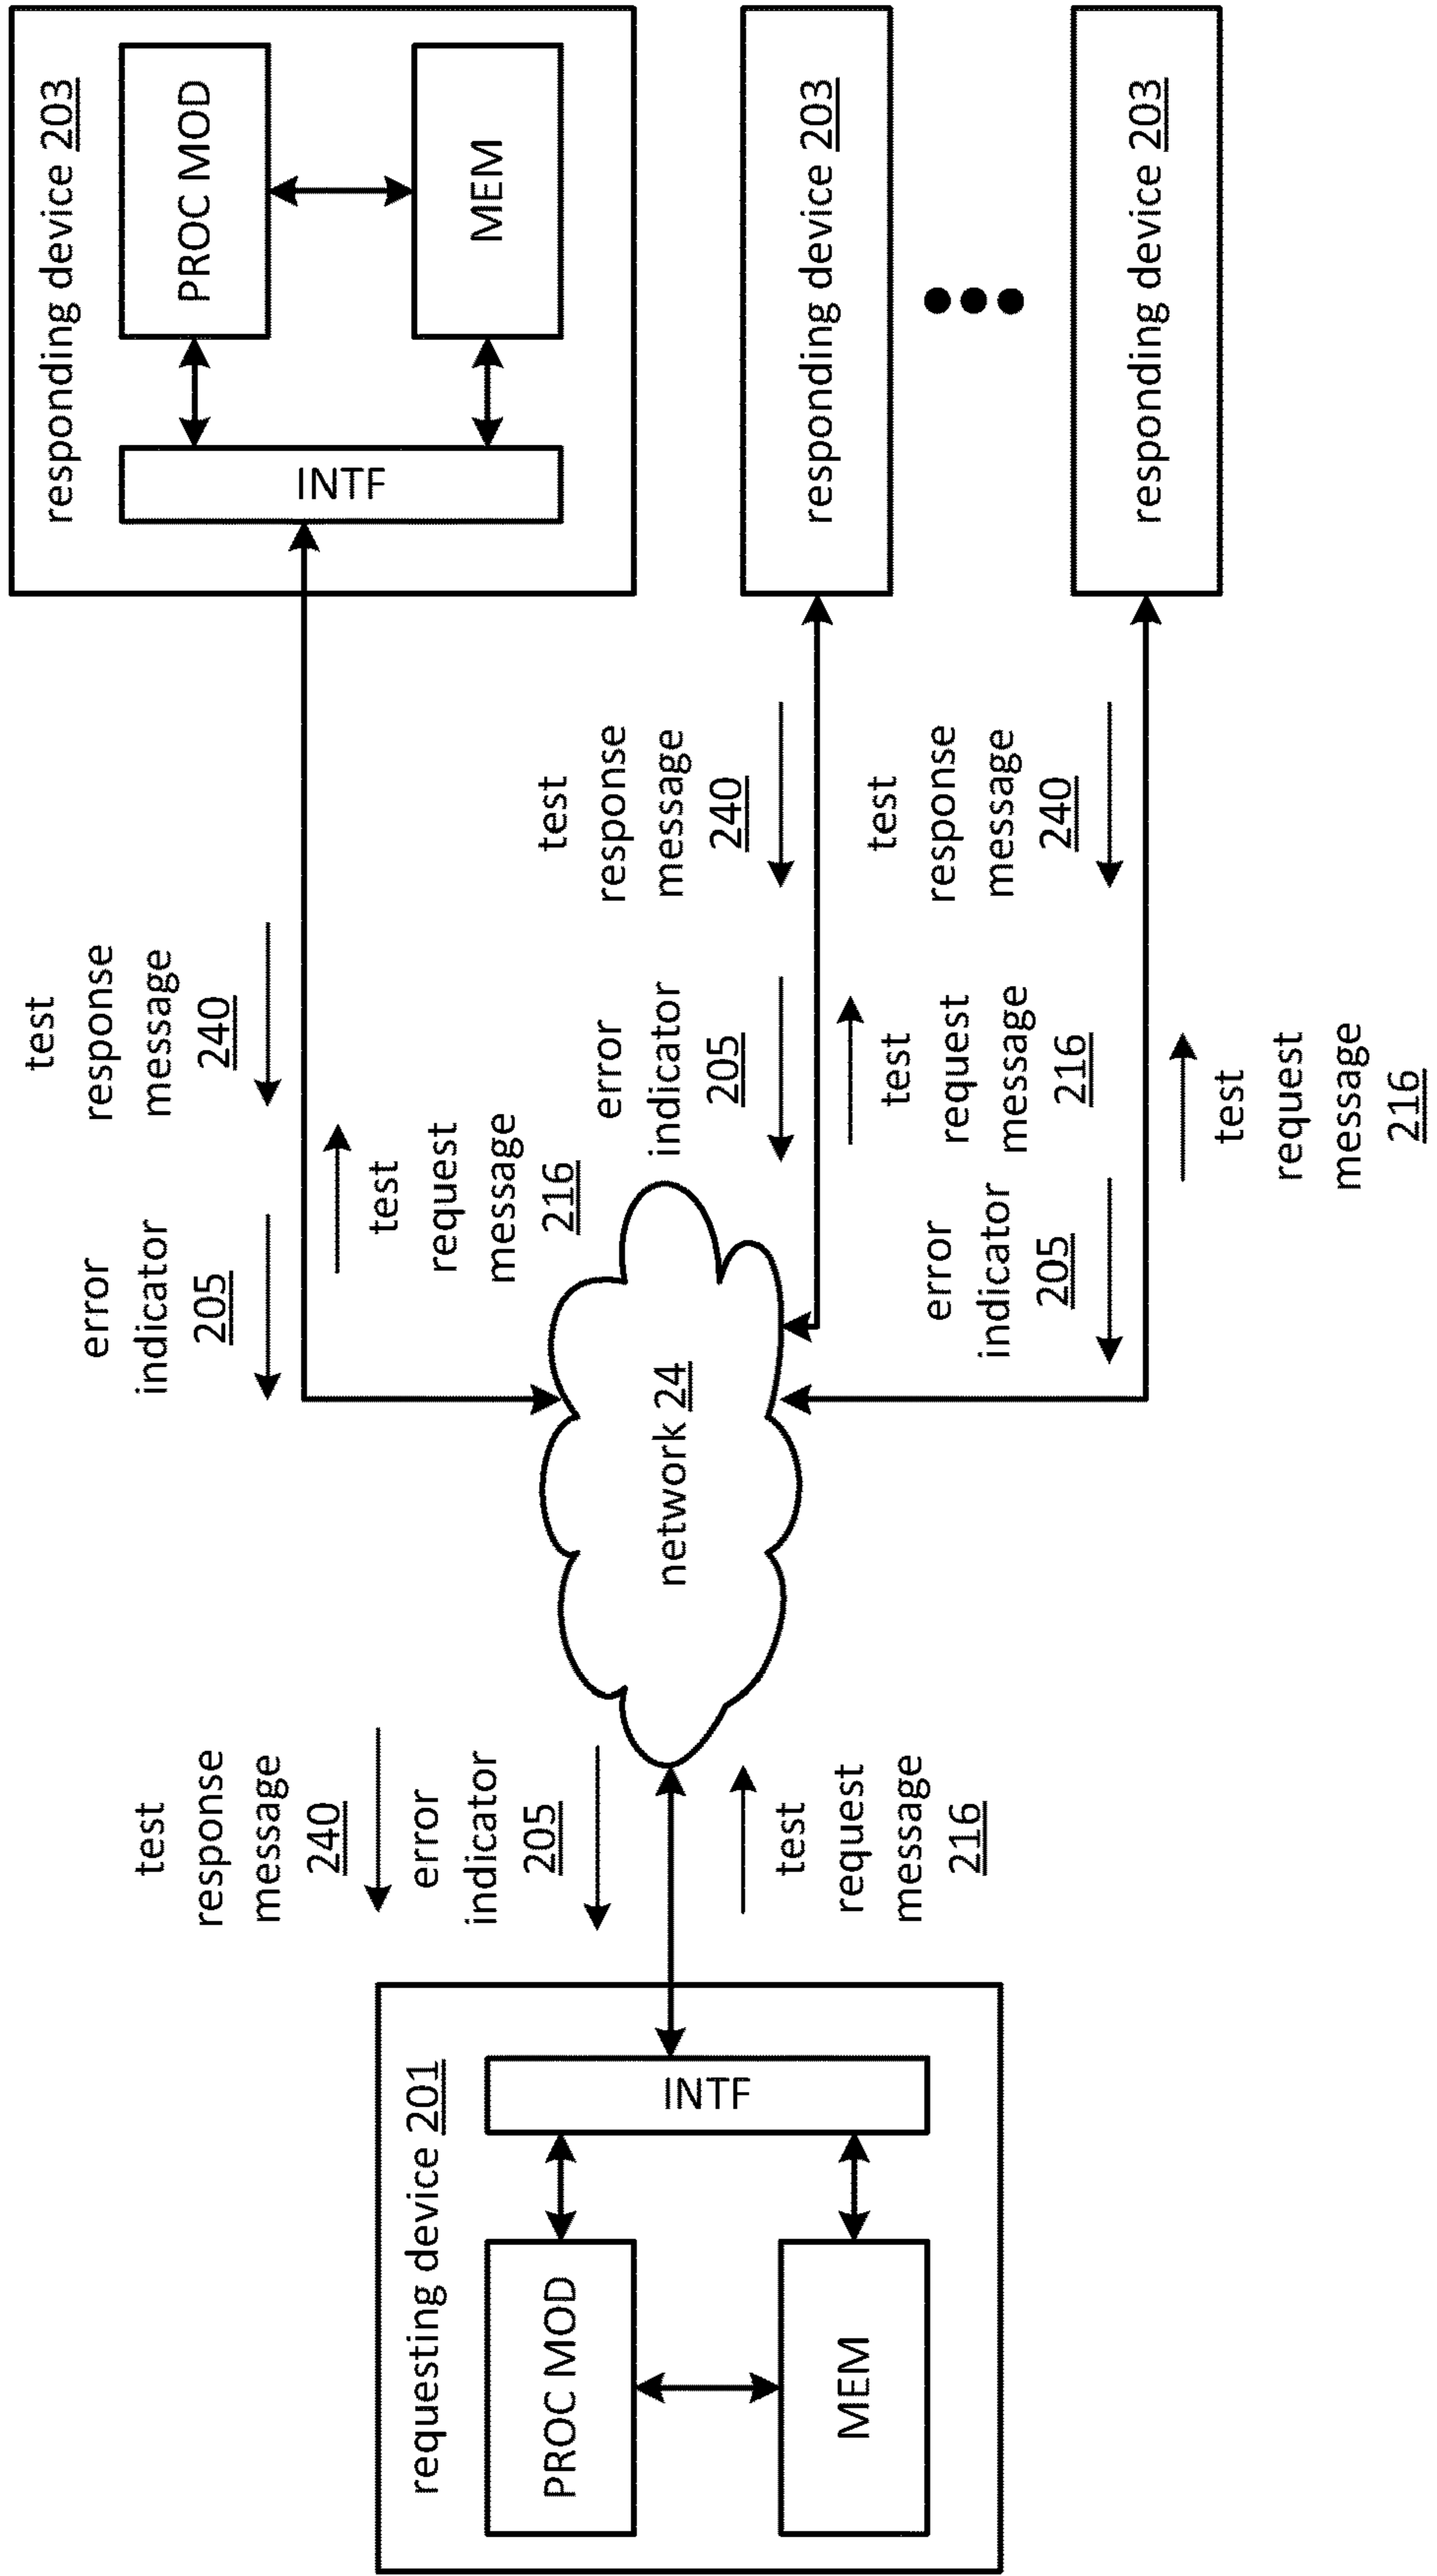 requesting device 201
PROC MOD
MEM
INTF
test
response
message
240
error
indicator
205
test
request
message
216
network 24
error
indicator
205
test
response
message
240
test
request
message
216
responding device 203
INTF
PROC MOD
MEM
error
indicator
205
test
response
message
240
test
request
message
216
responding device 203
error
indicator
205
test
response
message
240
test
request
message
216
responding device 203